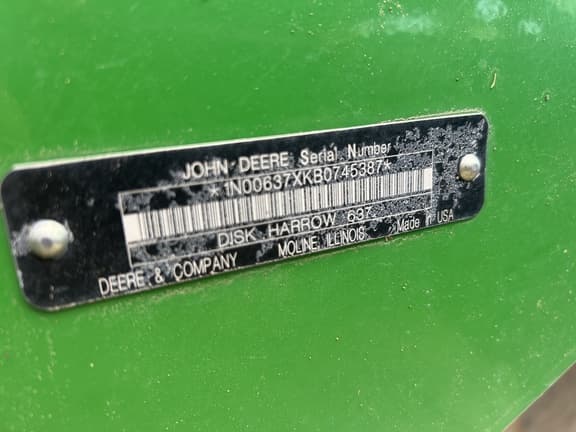 JOHN DEERE Serial Number
*1N00637XKB0745387*
DISK HARROW 637
DEERE & COMPANY MOLINE, ILLINOIS Made in USA